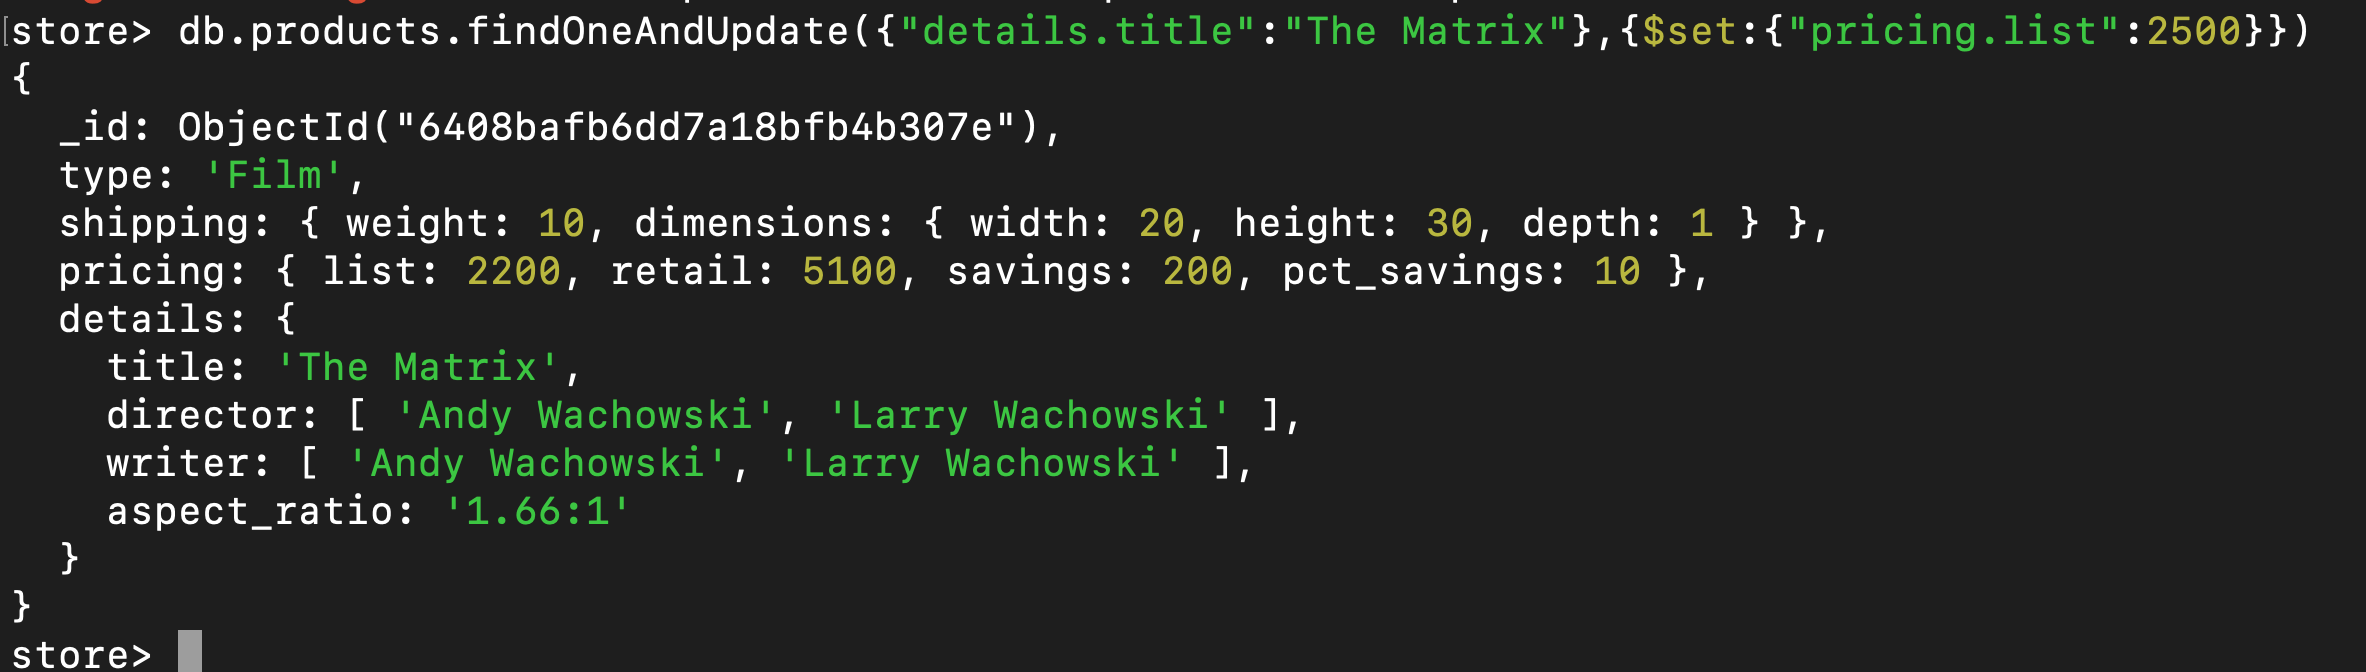 store> db.products.findOneAndUpdate({"details.title":"The Matrix"},{$set:{"pricing.list":2500}})
{
  _id: ObjectId("6408bafb6dd7a18bfb4b307e"),
  type: 'Film',
  shipping: { weight: 10, dimensions: { width: 20, height: 30, depth: 1 } },
  pricing: { list: 2200, retail: 5100, savings: 200, pct_savings: 10 },
  details: {
    title: 'The Matrix',
    director: [ 'Andy Wachowski', 'Larry Wachowski' ],
    writer: [ 'Andy Wachowski', 'Larry Wachowski' ],
    aspect_ratio: '1.66:1'
  }
}
store>